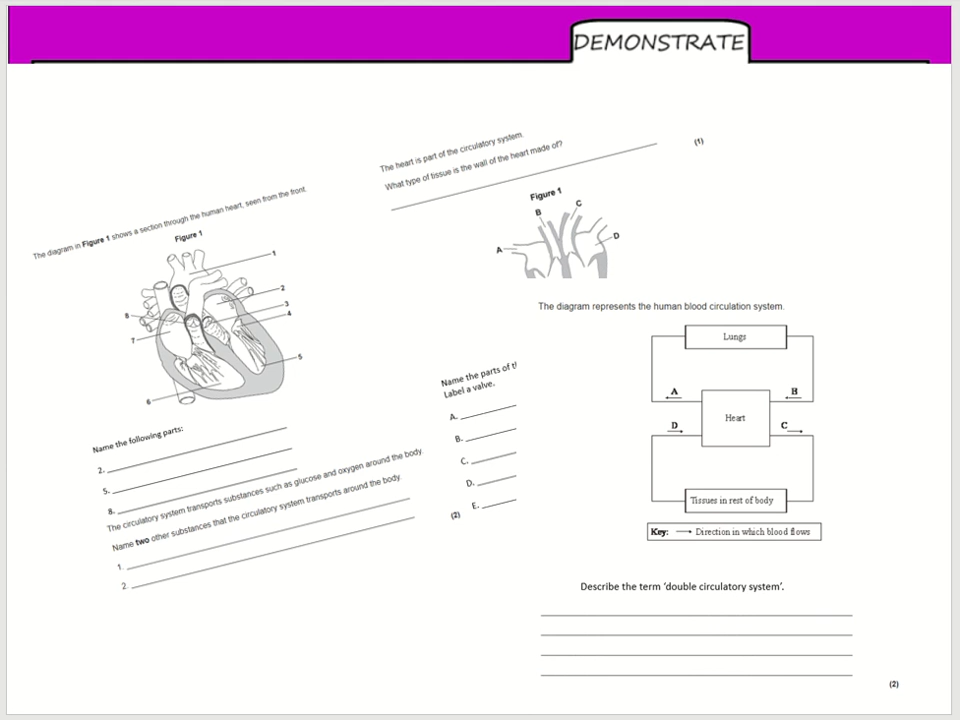 DEMONSTRATE
The heart is part of the circulatory system.
What type of tissue is the wall of the heart made of?
(1)
Figure 1
A
B
C
D
The diagram in Figure 1 shows a section through the human heart, seen from the front.
Figure 1
1
2
3
4
5
6
7
8
Name the following parts:
2.
5.
8.
The circulatory system transports substances such as glucose and oxygen around the body.
Name two other substances that the circulatory system transports around the body.
1.
2.
(2)
Name the parts of
Label a valve.
A.
B.
C.
D.
E.
The diagram represents the human blood circulation system.
Lungs
A
B
Heart
D
C
Tissues in rest of body
Key: → Direction in which blood flows
Describe the term ‘double circulatory system’.
(2)